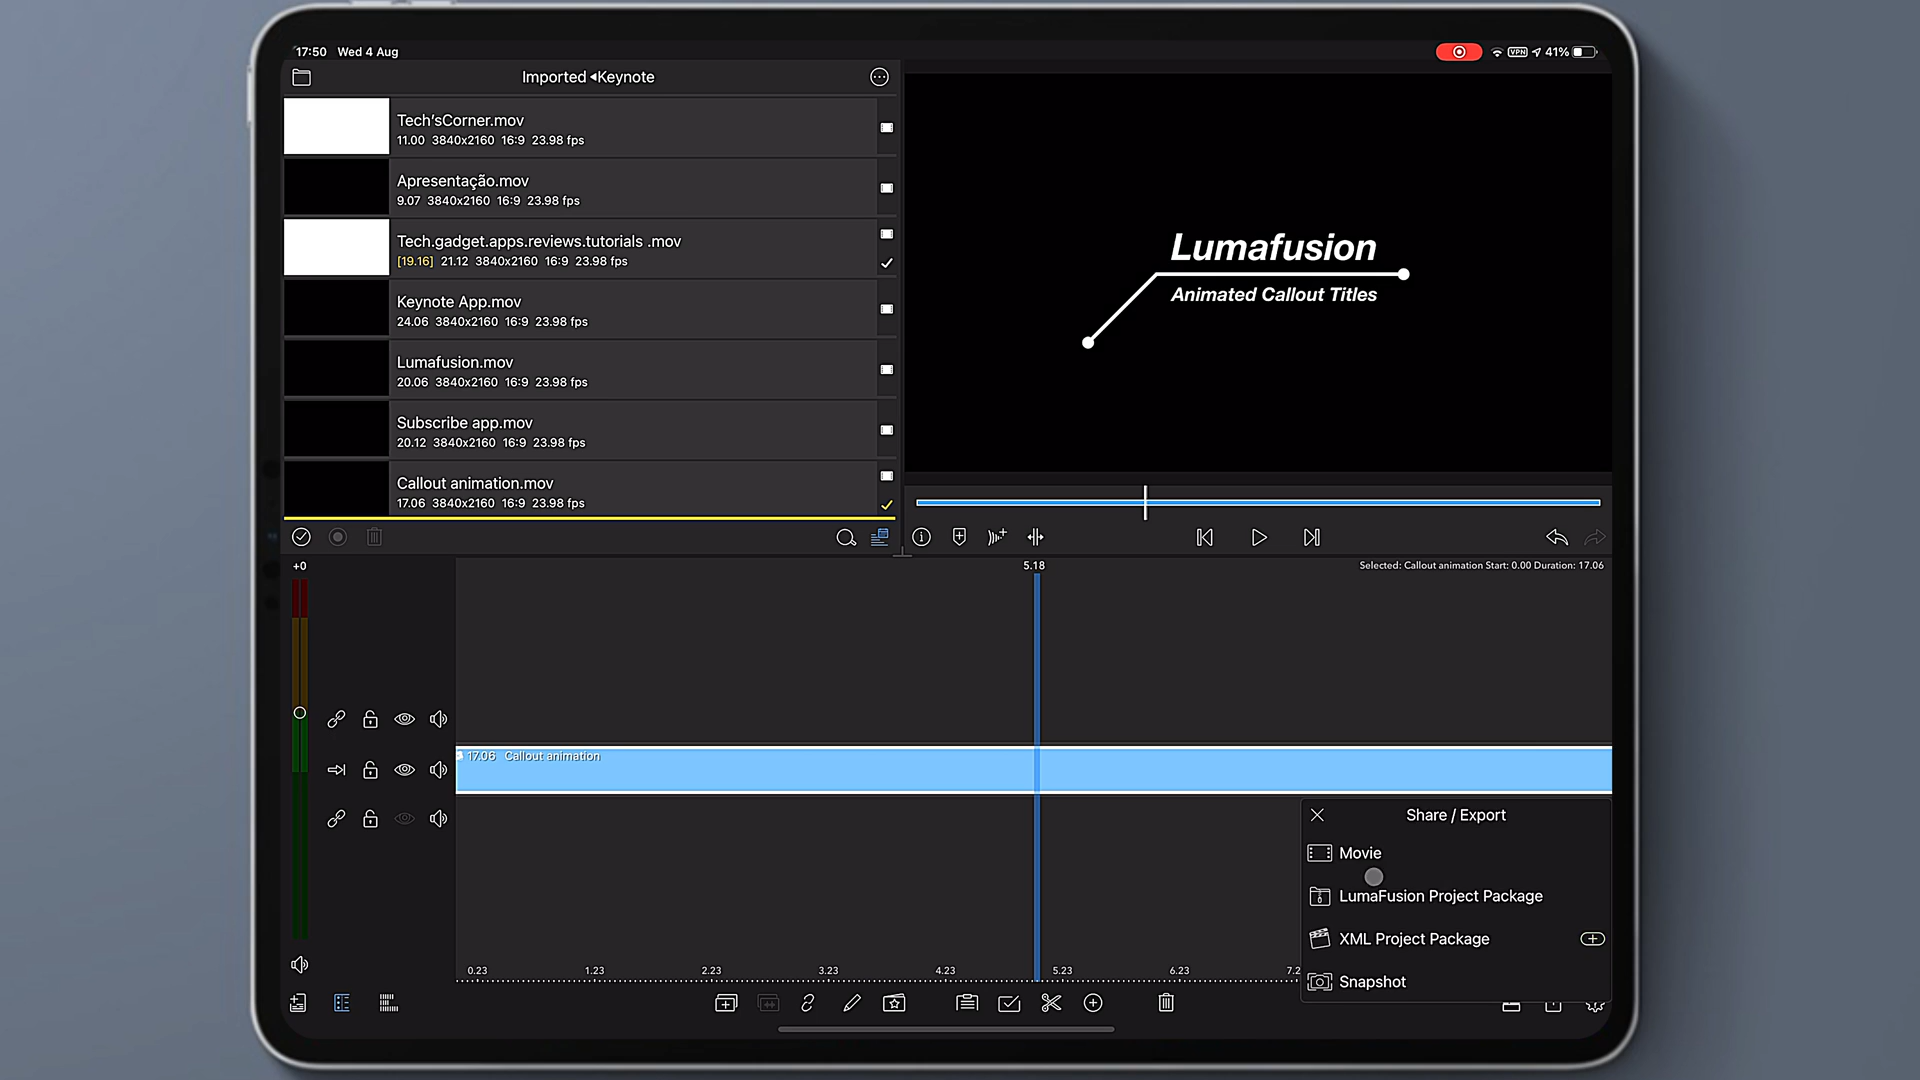 17:50 Wed 4 Aug
VPN 41%
Imported ◂Keynote
Tech'sCorner.mov
11.00 3840x2160 16:9 23.98 fps
Apresentação.mov
9.07 3840x2160 16:9 23.98 fps
Tech.gadget.apps.reviews.tutorials .mov
[19.16] 21.12 3840x2160 16:9 23.98 fps
Keynote App.mov
24.06 3840x2160 16:9 23.98 fps
Lumafusion.mov
20.06 3840x2160 16:9 23.98 fps
Subscribe app.mov
20.12 3840x2160 16:9 23.98 fps
Callout animation.mov
17.06 3840x2160 16:9 23.98 fps
Lumafusion
Animated Callout Titles
+0
5.18
Selected: Callout animation Start: 0.00 Duration: 17.06
17.06 Callout animation
Share / Export
Movie
LumaFusion Project Package
XML Project Package
Snapshot
0.23 1.23 2.23 3.23 4.23 5.23 6.23 7.2